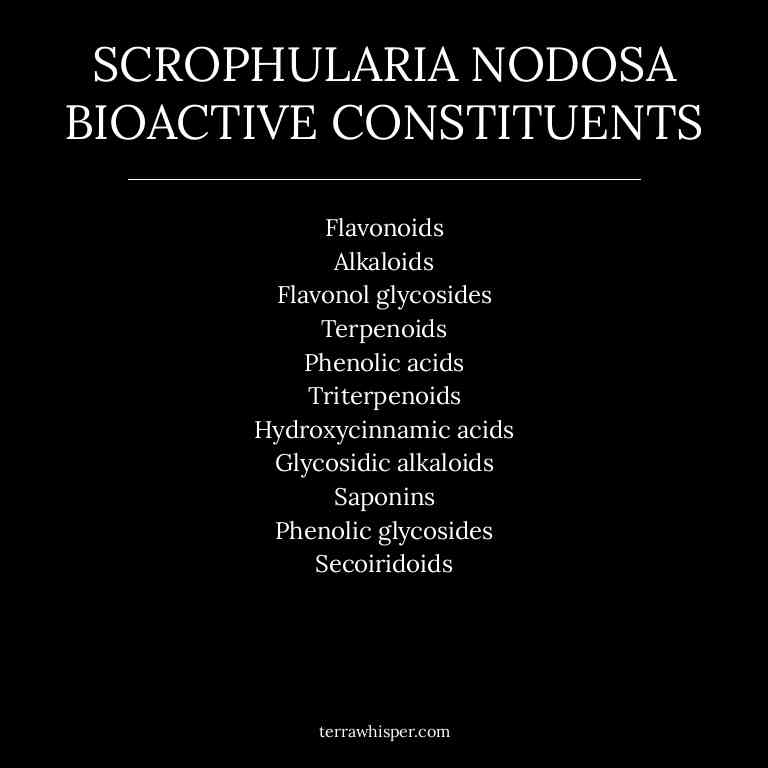 SCROPHULARIA NODOSA
BIOACTIVE CONSTITUENTS
Flavonoids
Alkaloids
Flavonol glycosides
Terpenoids
Phenolic acids
Triterpenoids
Hydroxycinnamic acids
Glycosidic alkaloids
Saponins
Phenolic glycosides
Secoiridoids
terrawhisper.com